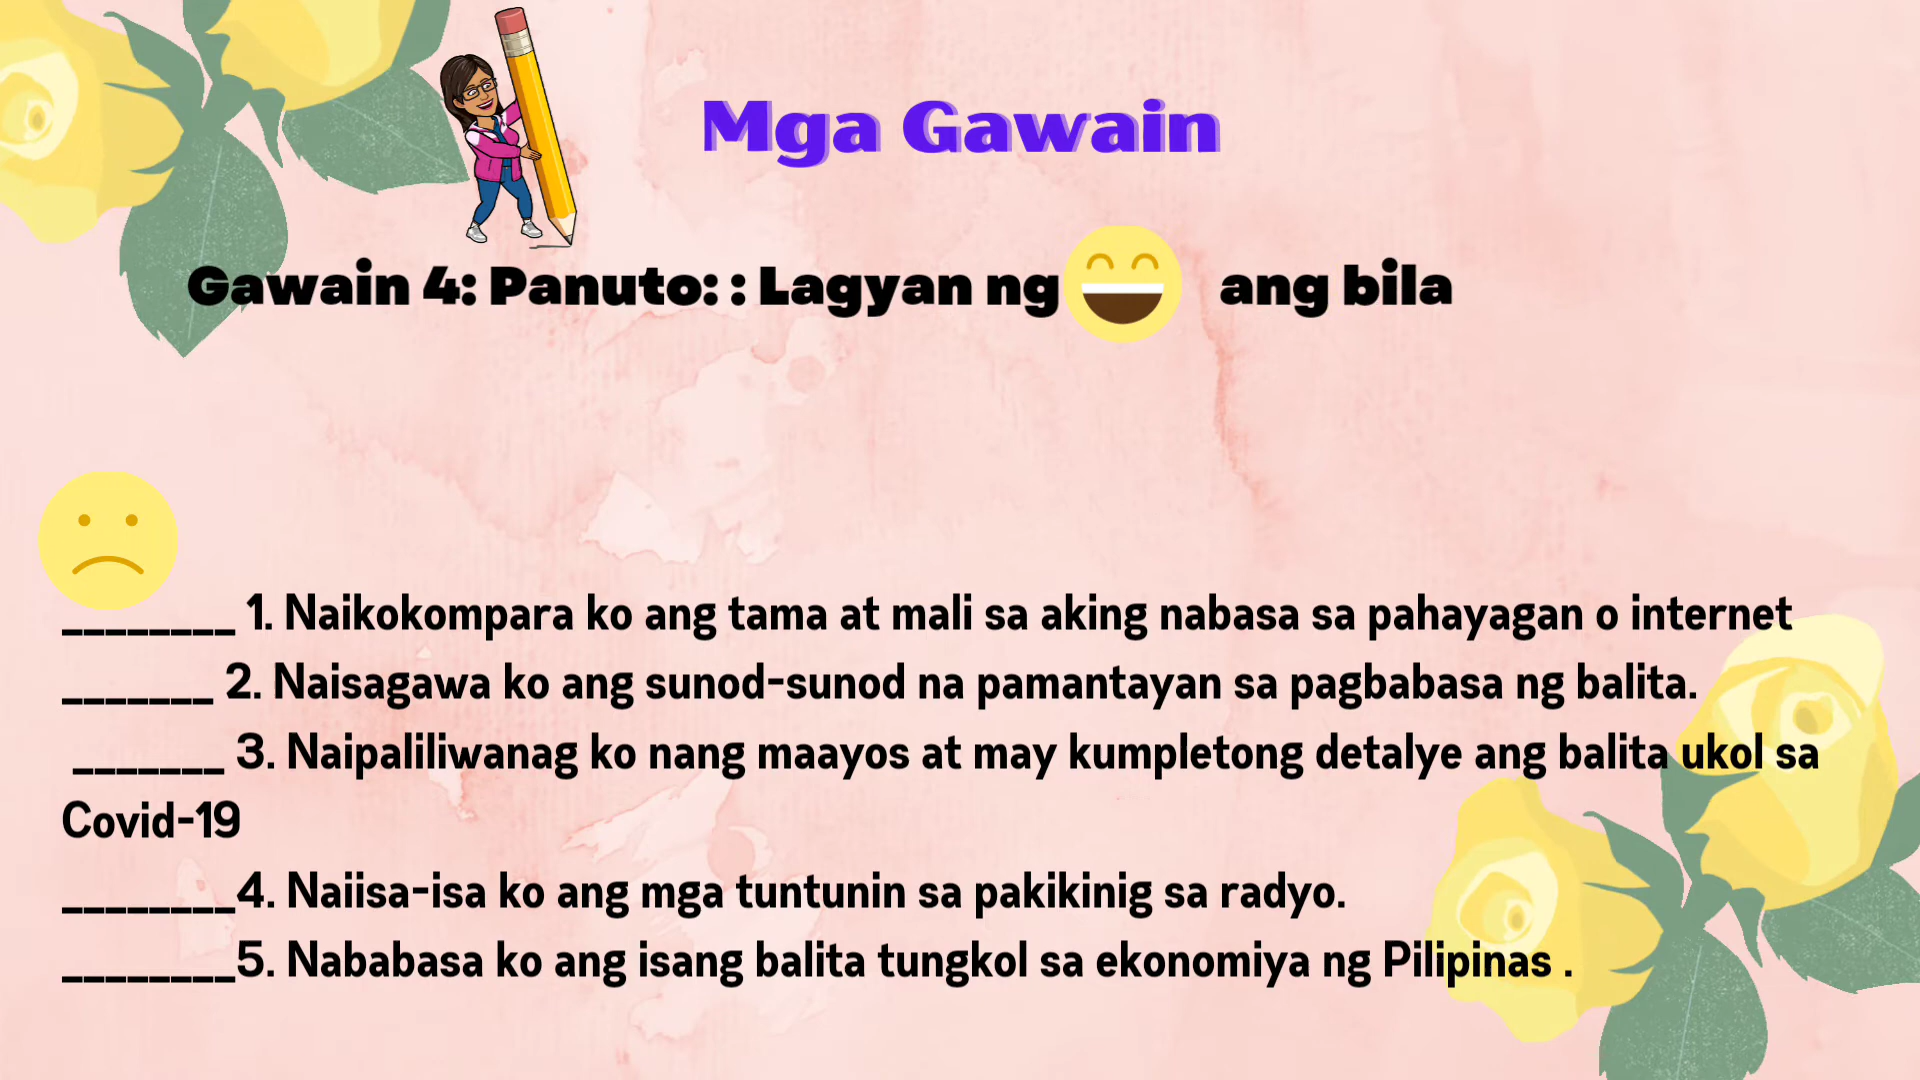 Mga Gawain
Gawain 4: Panuto: : Lagyan ng ang bila
________ 1. Naikokompara ko ang tama at mali sa aking nabasa sa pahayagan o internet
_______ 2. Naisagawa ko ang sunod-sunod na pamantayan sa pagbabasa ng balita.
_______ 3. Naipaliliwanag ko nang maayos at may kumpletong detalye ang balita ukol sa
Covid-19
________4. Naiisa-isa ko ang mga tuntunin sa pakikinig sa radyo.
________5. Nababasa ko ang isang balita tungkol sa ekonomiya ng Pilipinas .